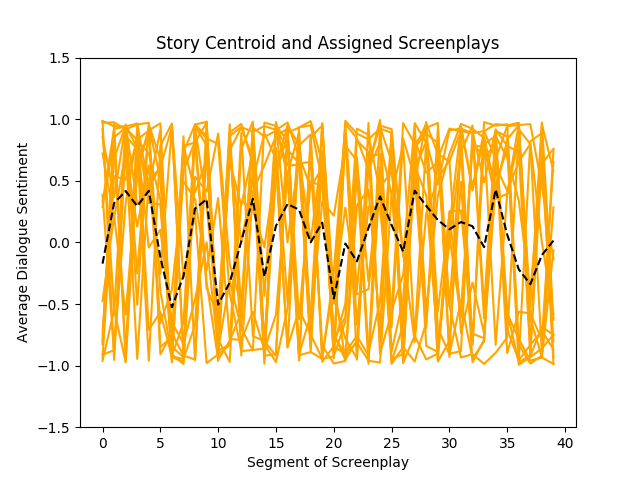 Story Centroid and Assigned Screenplays
1.5
1.0
0.5
0.0
−0.5
−1.0
−1.5
Average Dialogue Sentiment
0 5 10 15 20 25 30 35 40
Segment of Screenplay